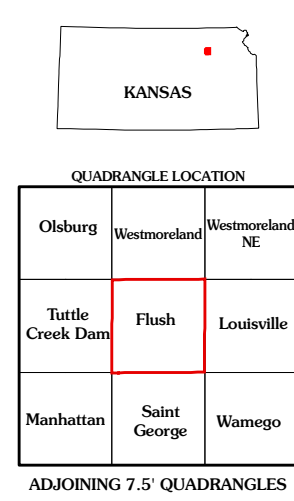 KANSAS
QUADRANGLE LOCATION
Olsburg
Westmoreland
Westmoreland
NE
Tuttle
Creek Dam
Flush
Louisville
Manhattan
Saint
George
Wamego
ADJOINING 7.5' QUADRANGLES